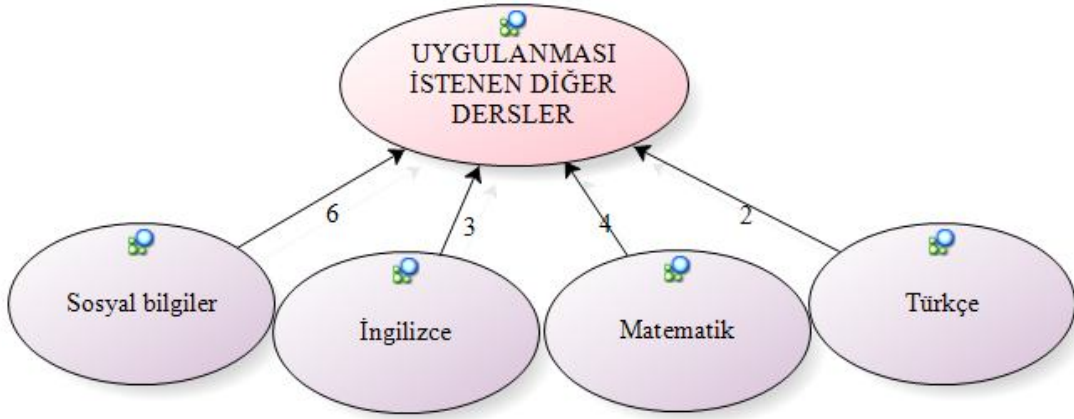 UYGULANMASI
İSTENEN DİĞER
DERSLER
6
3
4
2
Sosyal bilgiler
İngilizce
Matematik
Türkçe